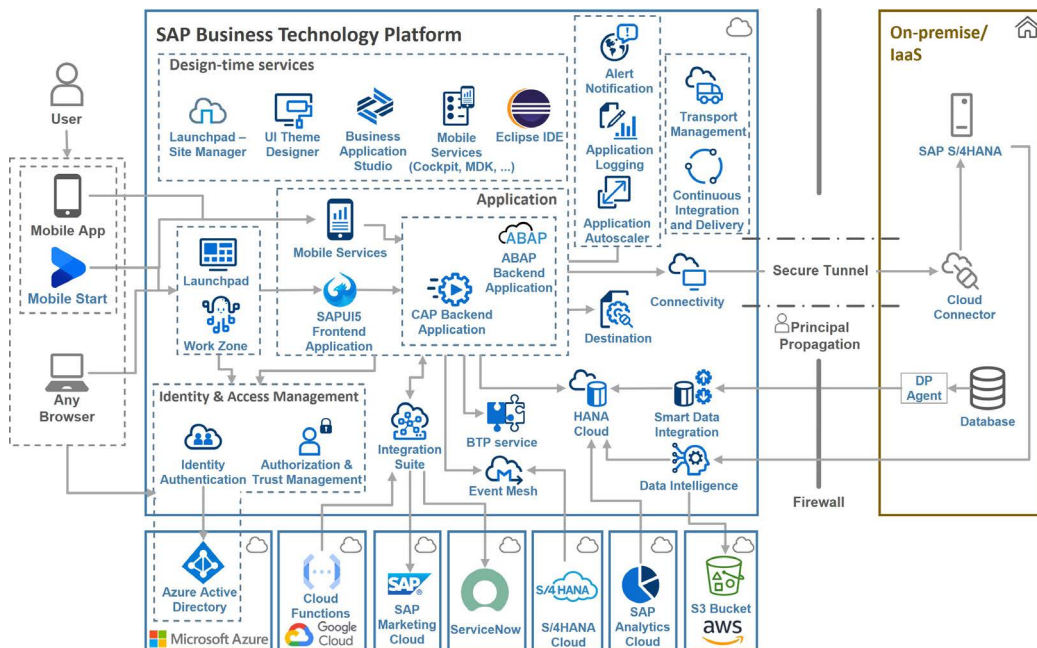 SAP Business Technology Platform
On-premise/
IaaS
Design-time services
User
Launchpad –
Site Manager
UI Theme
Designer
Business
Application
Studio
Mobile
Services
(Cockpit, MDK, ...)
Eclipse IDE
Alert
Notification
Application
Logging
Application
Autoscaler
Transport
Management
Continuous
Integration
and Delivery
SAP S/4HANA
Mobile App
Mobile Start
Any
Browser
Application
Mobile Services
Launchpad
Work Zone
SAPUI5
Frontend
Application
ABAP
ABAP
Backend
Application
CAP Backend
Application
Connectivity
Destination
Secure Tunnel
Cloud
Connector
Principal
Propagation
Identity & Access Management
Identity
Authentication
Authorization &
Trust Management
Integration
Suite
BTP service
Event Mesh
HANA
Cloud
Smart Data
Integration
Data Intelligence
DP
Agent
Database
Firewall
Azure Active
Directory
Microsoft Azure
Cloud
Functions
Google
Cloud
SAP
SAP
Marketing
Cloud
ServiceNow
S/4HANA
S/4HANA
Cloud
SAP
Analytics
Cloud
S3 Bucket
aws